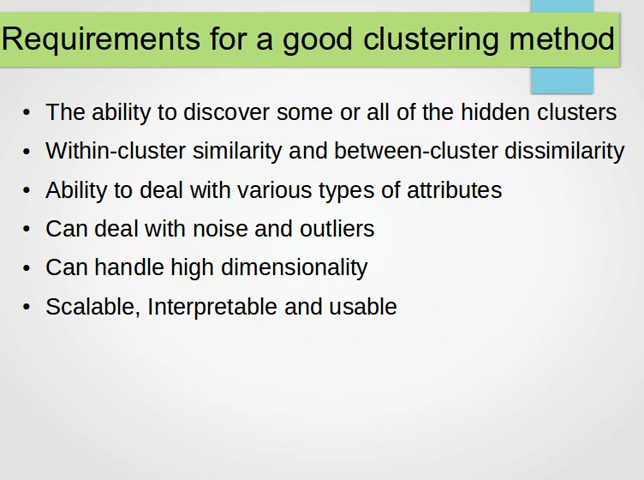 Requirements for a good clustering method
• The ability to discover some or all of the hidden clusters
• Within-cluster similarity and between-cluster dissimilarity
• Ability to deal with various types of attributes
• Can deal with noise and outliers
• Can handle high dimensionality
• Scalable, Interpretable and usable